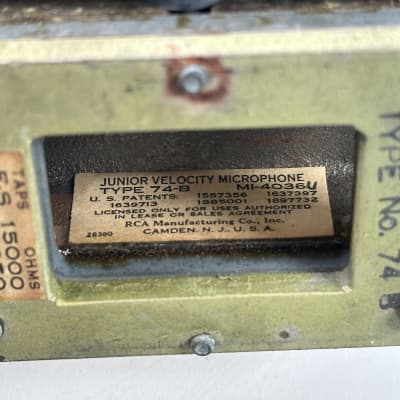 JUNIOR VELOCITY MICROPHONE
TYPE 74-B MI-4036U
U. S. PATENTS: 1557356 1637397
1639713 1885001 1897732
LICENSED ONLY FOR USES AUTHORIZED
IN LEASE OR SALES AGREEMENT
RCA Manufacturing Co., Inc.
28380 CAMDEN, N. J., U. S. A.
TYPE NO. 74 B
TAPS OHMS
F.S. 15000